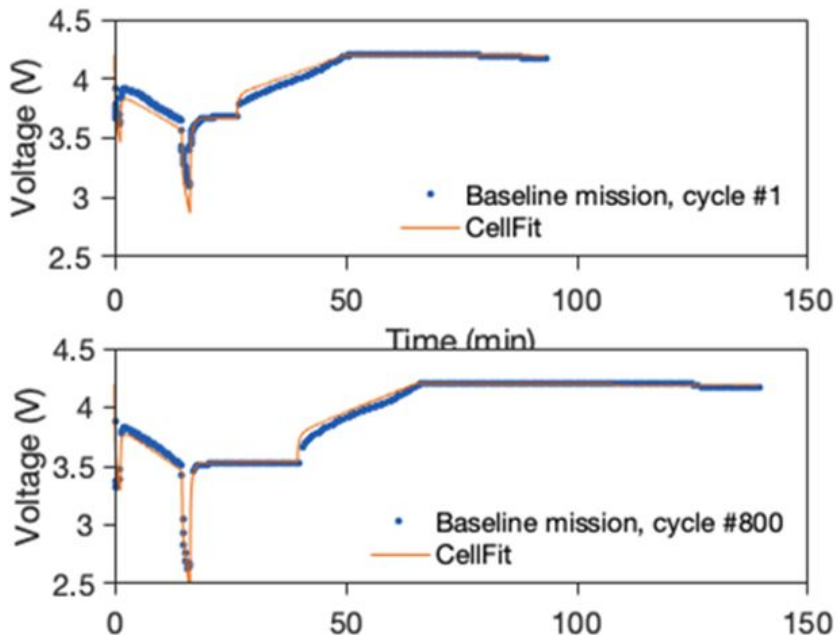 4.5
4
3.5
3
2.5
Voltage (V)
Baseline mission, cycle #1
CellFit
0 50 100 150
Time (min)
4.5
4
3.5
3
2.5
Voltage (V)
Baseline mission, cycle #800
CellFit
0 50 100 150